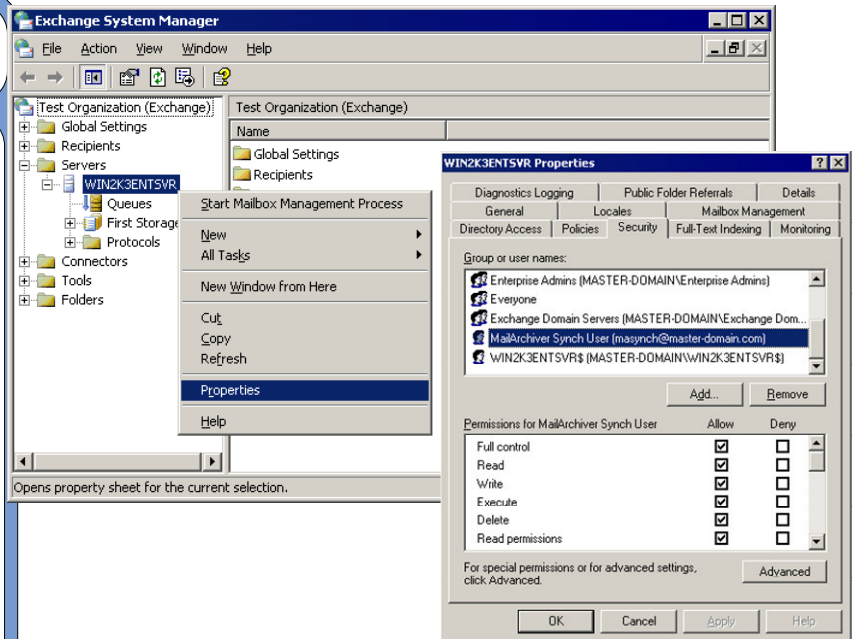 Exchange System Manager
File Action View Window Help
Test Organization (Exchange)
Global Settings
Recipients
Servers
WIN2K3ENTSVR
Queues
First Storage
Protocols
Connectors
Tools
Folders
Test Organization (Exchange)
Name
Global Settings
Recipients
Start Mailbox Management Process
New
All Tasks
New Window from Here
Cut
Copy
Refresh
Properties
Help
Opens property sheet for the current selection.
WIN2K3ENTSVR Properties
Diagnostics Logging Public Folder Referrals Details
General Locales Mailbox Management
Directory Access Policies Security Full-Text Indexing Monitoring
Group or user names:
Enterprise Admins (MASTER-DOMAIN\Enterprise Admins)
Everyone
Exchange Domain Servers (MASTER-DOMAIN\Exchange Dom...
MailArchiver Synch User (masynch@master-domain.com)
WIN2K3ENTSVR$ (MASTER-DOMAIN\WIN2K3ENTSVR$)
Add... Remove
Permissions for MailArchiver Synch User Allow Deny
Full control
Read
Write
Execute
Delete
Read permissions
For special permissions or for advanced settings,
click Advanced.
Advanced
OK Cancel Apply Help